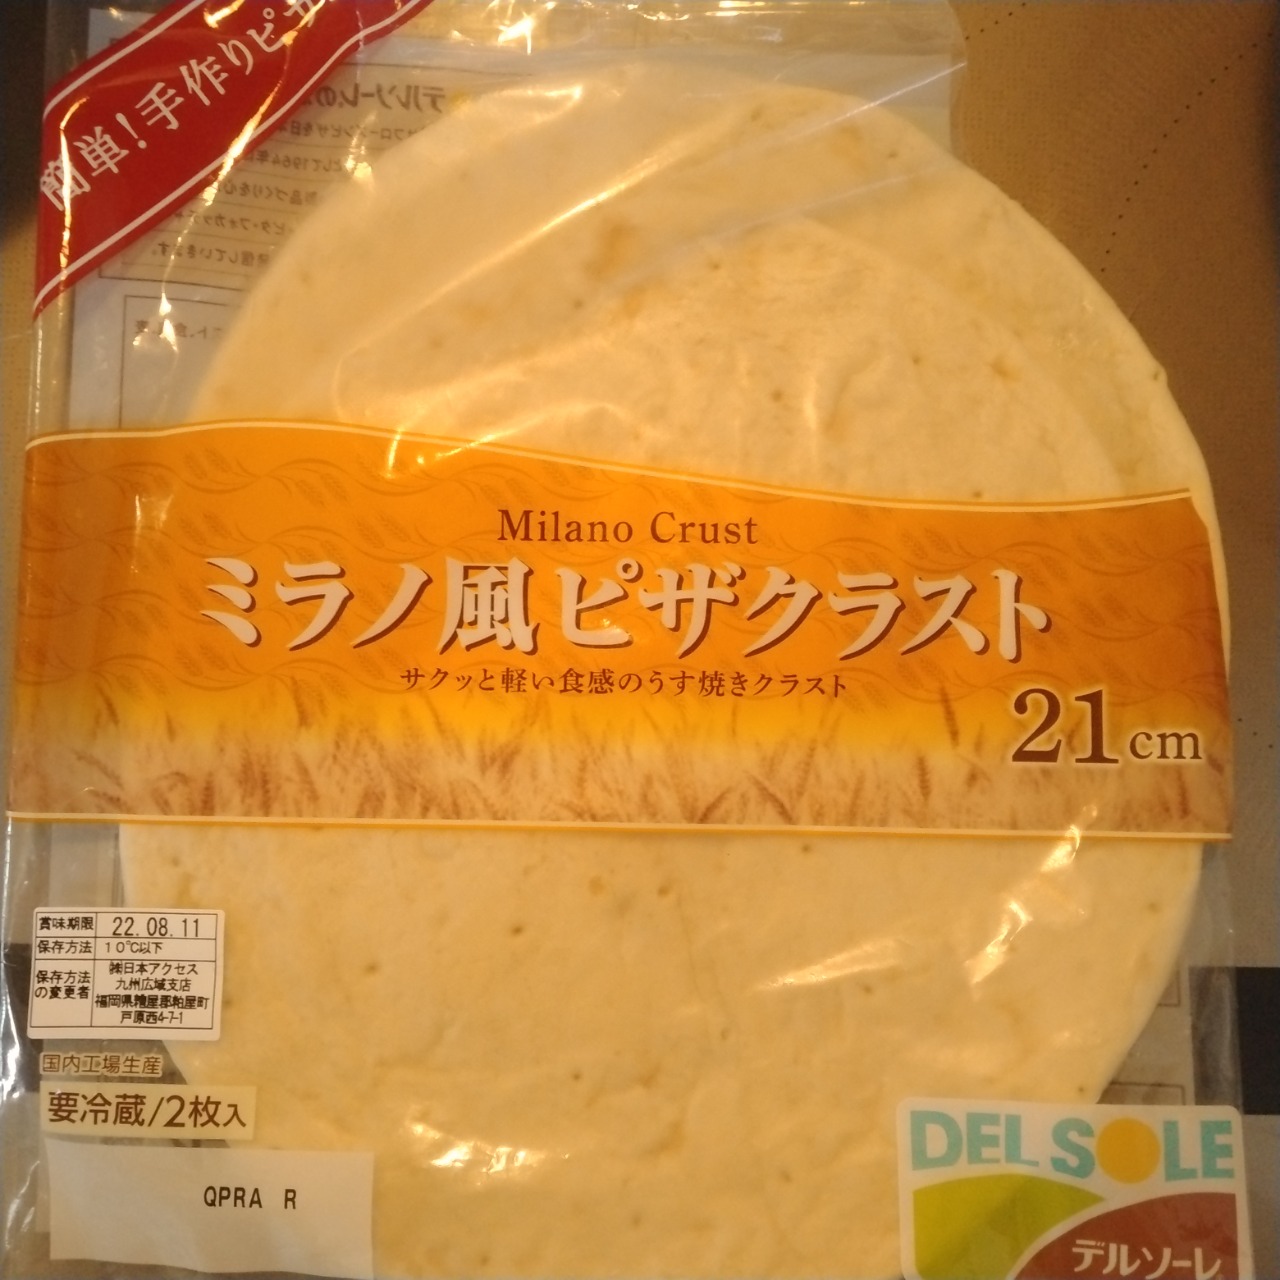 簡単!手作りピザ
Milano Crust
ミラノ風ピザクラスト
サクッと軽い食感のうす焼きクラスト
21cm
賞味期限 22.08.11
保存方法 10℃以下
保存方法の変更者
㈱日本アクセス
九州広域支店
福岡県糟屋郡粕屋町
戸原西4-7-1
国内工場生産
要冷蔵/2枚入
QPRA R
DEL SOLE
デルソーレ